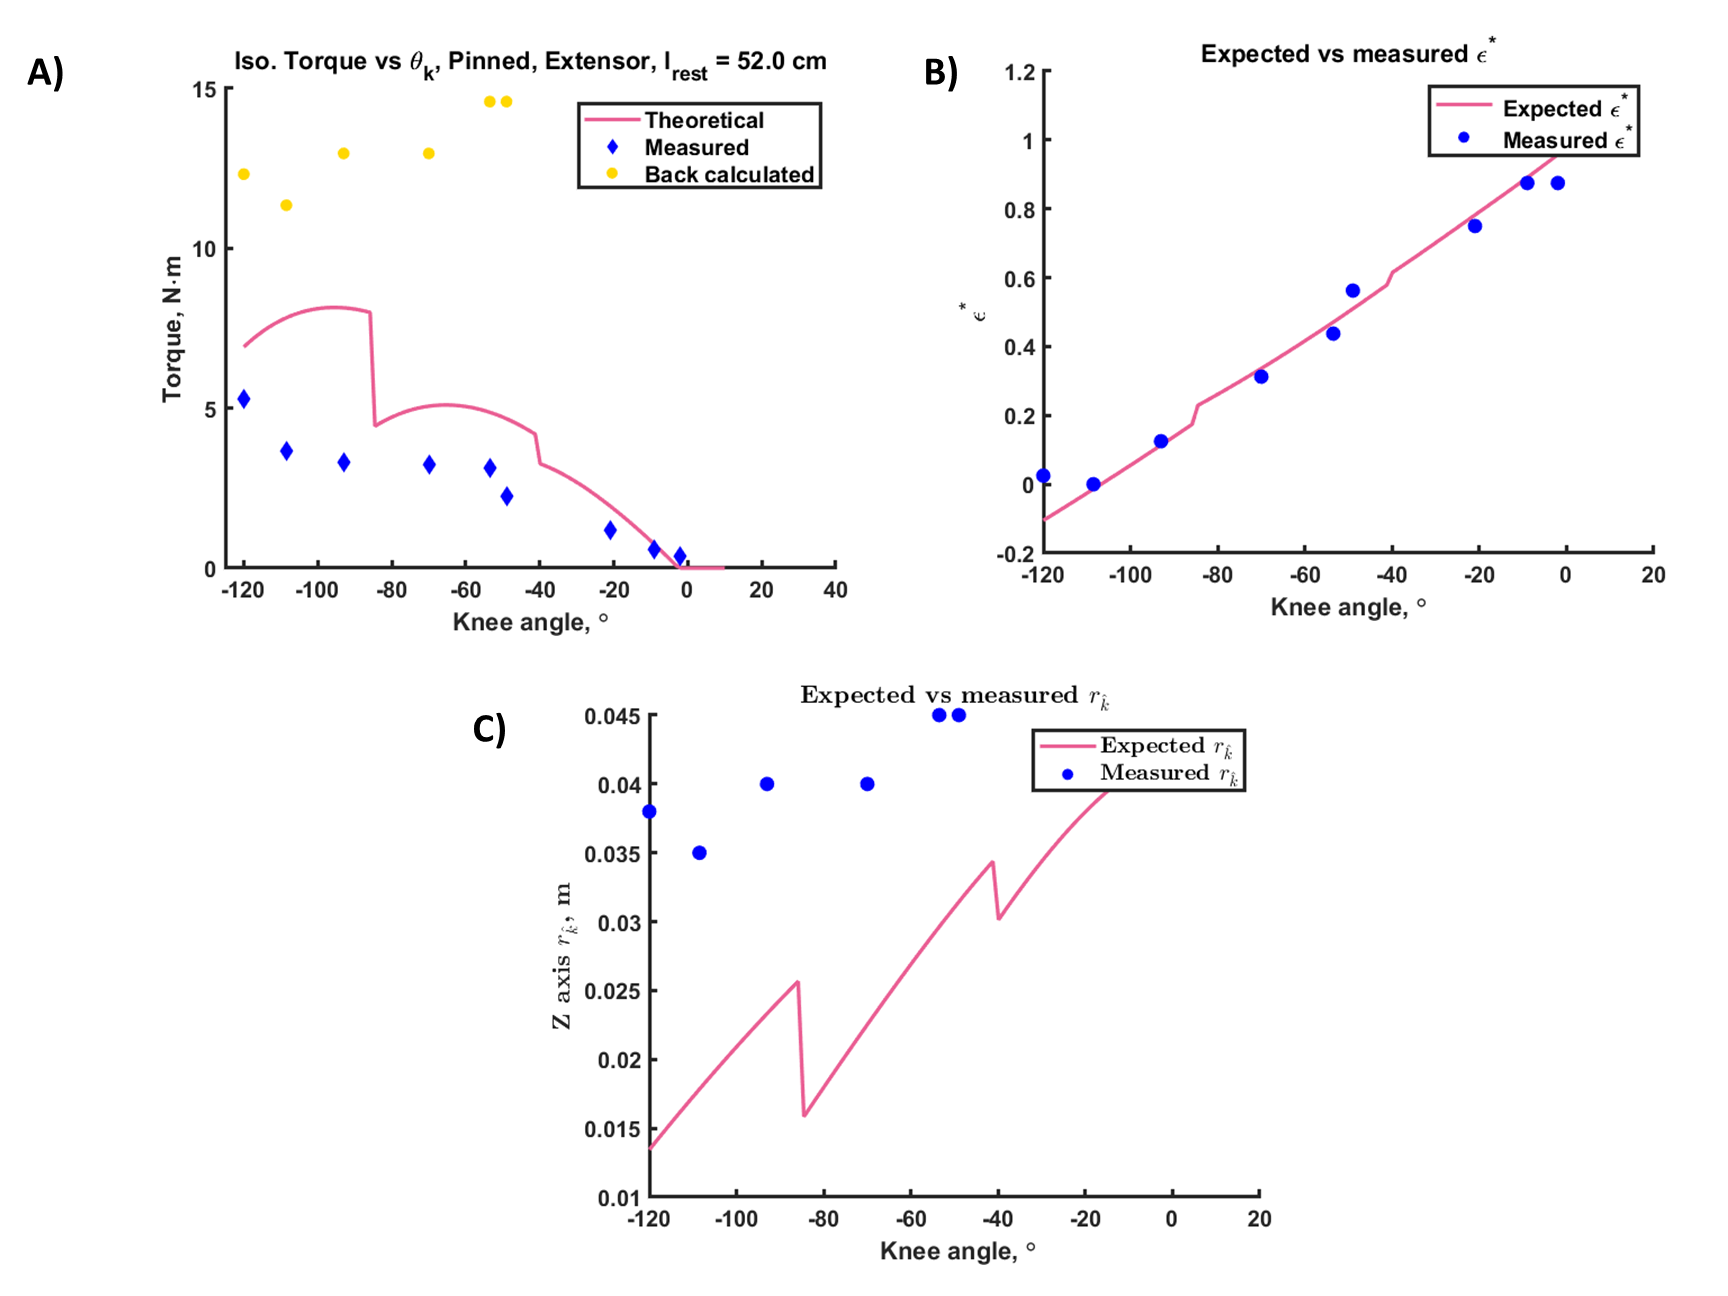 A)
Iso. Torque vs θk, Pinned, Extensor, lrest = 52.0 cm
Theoretical
Measured
Back calculated
Torque, N·m
15
10
5
0
-120 -100 -80 -60 -40 -20 0 20 40
Knee angle, °
B)
Expected vs measured ϵ*
Expected ϵ*
Measured ϵ*
ϵ*
1.2
1
0.8
0.6
0.4
0.2
0
-0.2
-120 -100 -80 -60 -40 -20 0 20
Knee angle, °
C)
Expected vs measured r_k̂
Expected r_k̂
Measured r_k̂
Z axis r_k̂, m
0.045
0.04
0.035
0.03
0.025
0.02
0.015
0.01
-120 -100 -80 -60 -40 -20 0 20
Knee angle, °